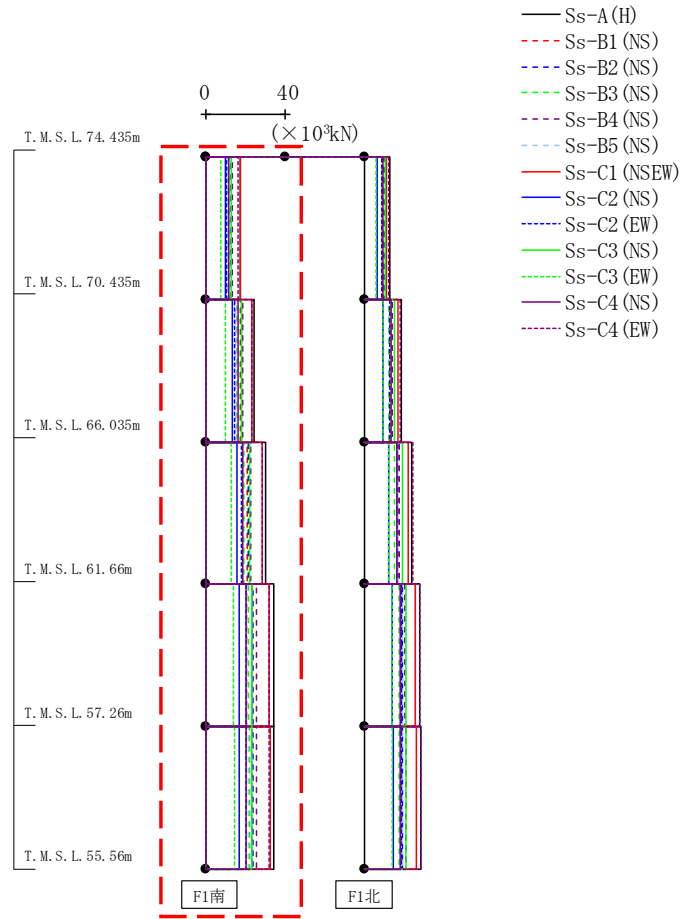 Ss-A(H)
Ss-B1(NS)
Ss-B2(NS)
Ss-B3(NS)
Ss-B4(NS)
Ss-B5(NS)
Ss-C1(NSEW)
Ss-C2(NS)
Ss-C2(EW)
Ss-C3(NS)
Ss-C3(EW)
Ss-C4(NS)
Ss-C4(EW)
0 40
(×10³kN)
T.M.S.L.74.435m
T.M.S.L.70.435m
T.M.S.L.66.035m
T.M.S.L.61.66m
T.M.S.L.57.26m
T.M.S.L.55.56m
F1南 F1北